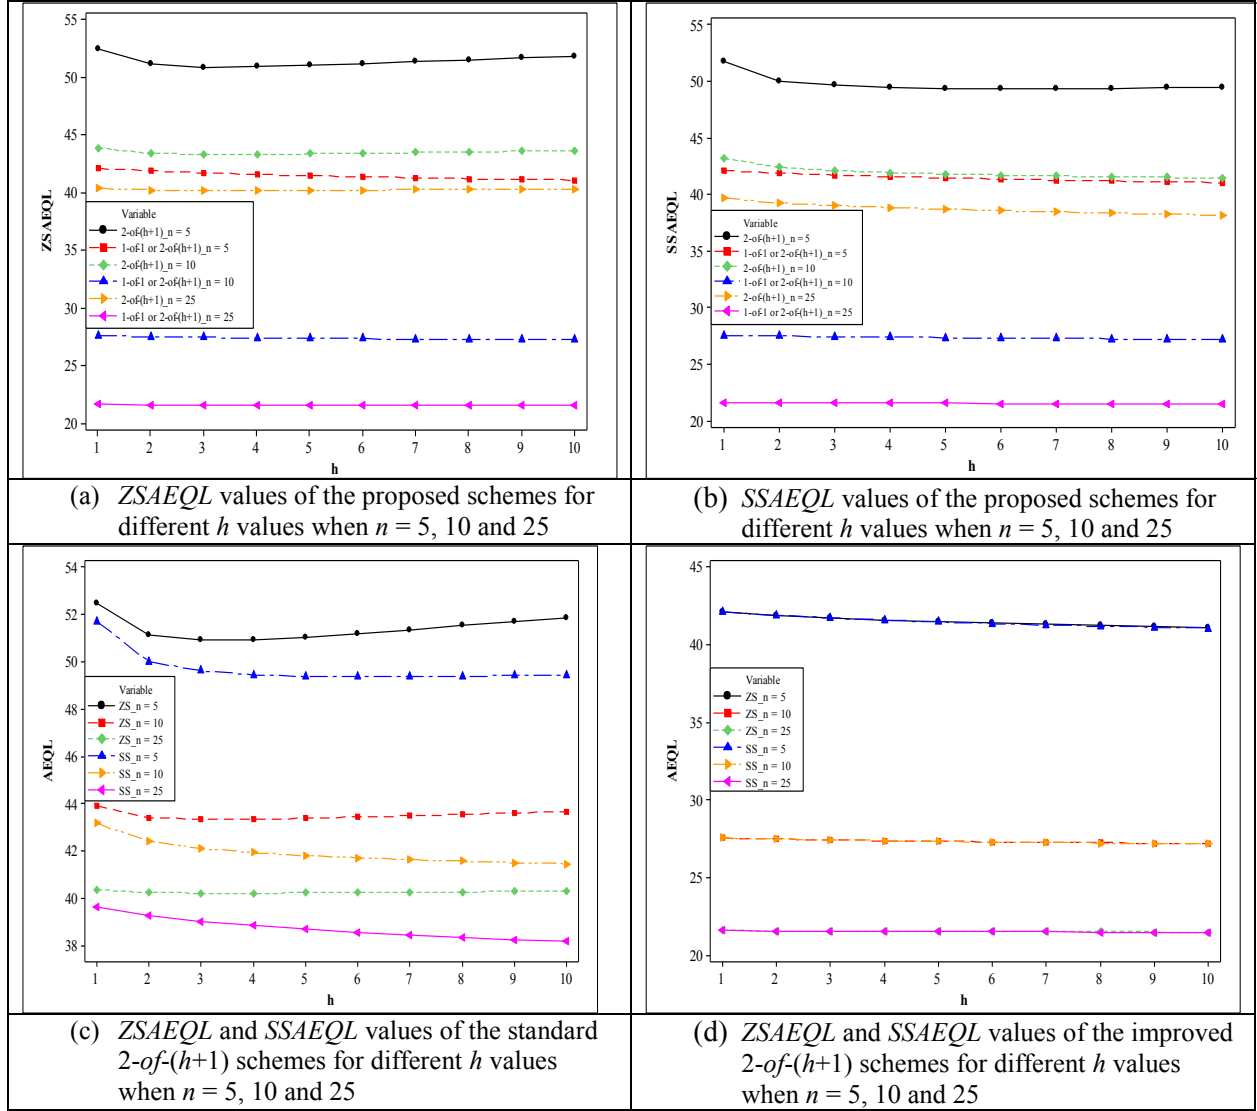 55
50
45
40
35
30
25
20
ZSAEQL
Variable
2-of-(h+1)_n = 5
1-of-1 or 2-of-(h+1)_n = 5
2-of-(h+1)_n = 10
1-of-1 or 2-of-(h+1)_n = 10
2-of-(h+1)_n = 25
1-of-1 or 2-of-(h+1)_n = 25
1 2 3 4 5 6 7 8 9 10
h
(a) ZSAEQL values of the proposed schemes for
different h values when n = 5, 10 and 25
55
50
45
40
35
30
25
20
SSAEQL
Variable
2-of-(h+1)_n = 5
1-of-1 or 2-of-(h+1)_n = 5
2-of-(h+1)_n = 10
1-of-1 or 2-of-(h+1)_n = 10
2-of-(h+1)_n = 25
1-of-1 or 2-of-(h+1)_n = 25
1 2 3 4 5 6 7 8 9 10
h
(b) SSAEQL values of the proposed schemes for
different h values when n = 5, 10 and 25
54
52
50
48
46
44
42
40
38
AEQL
Variable
ZS_n = 5
ZS_n = 10
ZS_n = 25
SS_n = 5
SS_n = 10
SS_n = 25
1 2 3 4 5 6 7 8 9 10
h
(c) ZSAEQL and SSAEQL values of the standard
2-of-(h+1) schemes for different h values
when n = 5, 10 and 25
45
40
35
30
25
20
AEQL
Variable
ZS_n = 5
ZS_n = 10
ZS_n = 25
SS_n = 5
SS_n = 10
SS_n = 25
1 2 3 4 5 6 7 8 9 10
h
(d) ZSAEQL and SSAEQL values of the improved
2-of-(h+1) schemes for different h values
when n = 5, 10 and 25